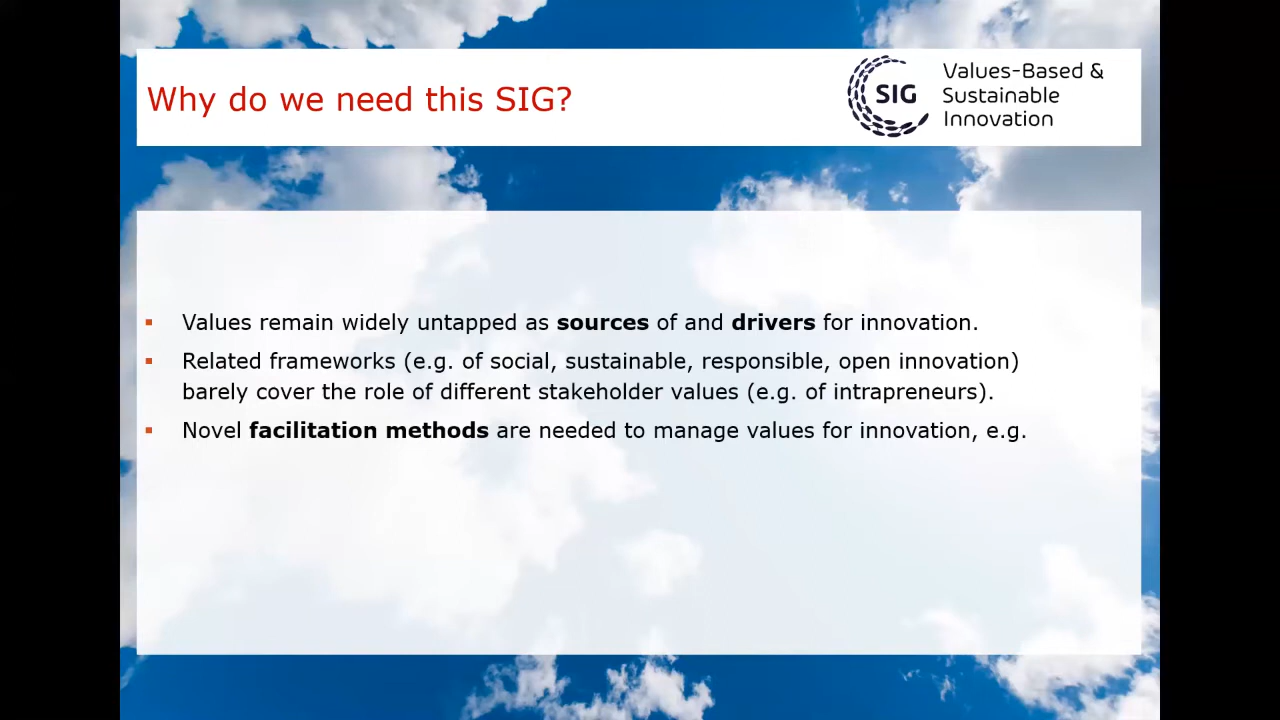 Why do we need this SIG?
SIG
Values-Based &
Sustainable
Innovation
▪ Values remain widely untapped as sources of and drivers for innovation.
▪ Related frameworks (e.g. of social, sustainable, responsible, open innovation)
barely cover the role of different stakeholder values (e.g. of intrapreneurs).
▪ Novel facilitation methods are needed to manage values for innovation, e.g.